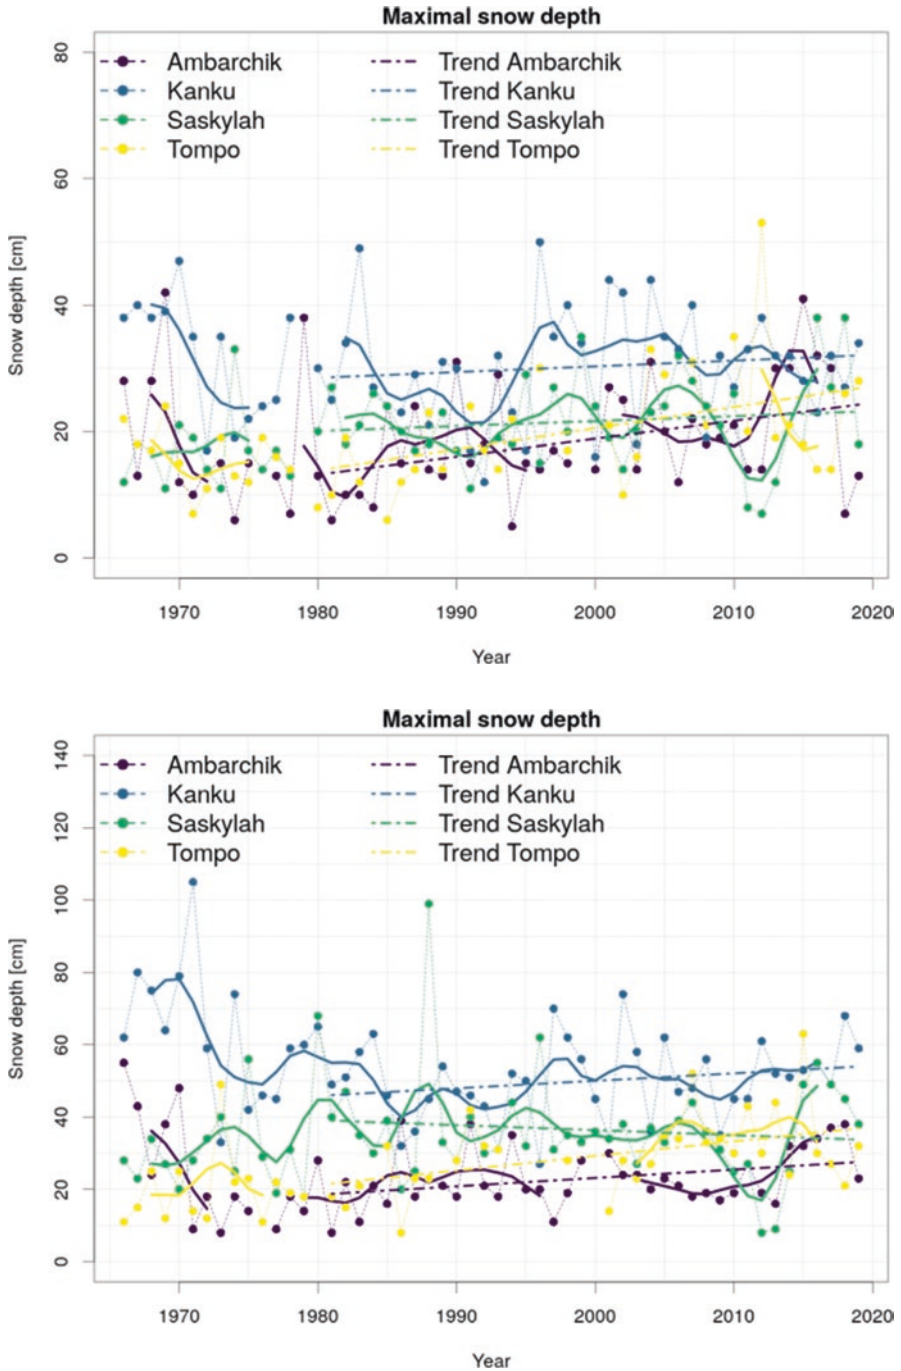 Maximal snow depth
80
60
40
20
0
Snow depth [cm]
Ambarchik
Kanku
Saskylah
Tompo
Trend Ambarchik
Trend Kanku
Trend Saskylah
Trend Tompo
1970 1980 1990 2000 2010 2020
Year
Maximal snow depth
140
120
100
80
60
40
20
0
Snow depth [cm]
Ambarchik
Kanku
Saskylah
Tompo
Trend Ambarchik
Trend Kanku
Trend Saskylah
Trend Tompo
1970 1980 1990 2000 2010 2020
Year